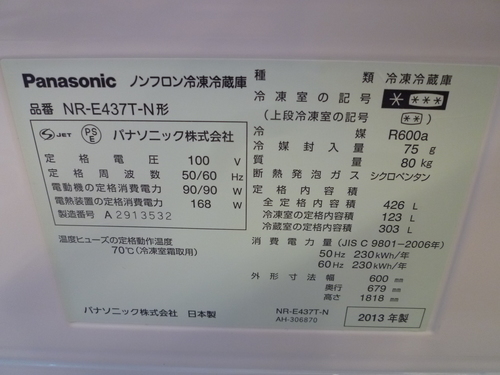 Panasonic ノンフロン冷凍冷蔵庫
品番 NR-E437T-N形
S JET PS E パナソニック株式会社
定格電圧 100 V
定格周波数 50/60 Hz
電動機の定格消費電力 90/90 W
電熱装置の定格消費電力 168 W
製造番号 A 2913532
温度ヒューズの定格動作温度
70℃(冷凍室霜取用)
パナソニック株式会社 日本製
種類 冷凍冷蔵庫
冷凍室の記号 * ***
(上段冷凍室の記号 **)
冷媒 R600a
冷媒封入量 75 g
質量 80 kg
断熱発泡ガス シクロペンタン
定格内容積
全定格内容積 426 L
冷凍室の定格内容積 123 L
冷蔵室の定格内容積 303 L
消費電力量(JIS C 9801-2006年)
50Hz 230kWh/年
60Hz 230kWh/年
外形寸法 幅 600 mm
奥行 679 mm
高さ 1818 mm
NR-E437T-N
AH-306870
2013年製